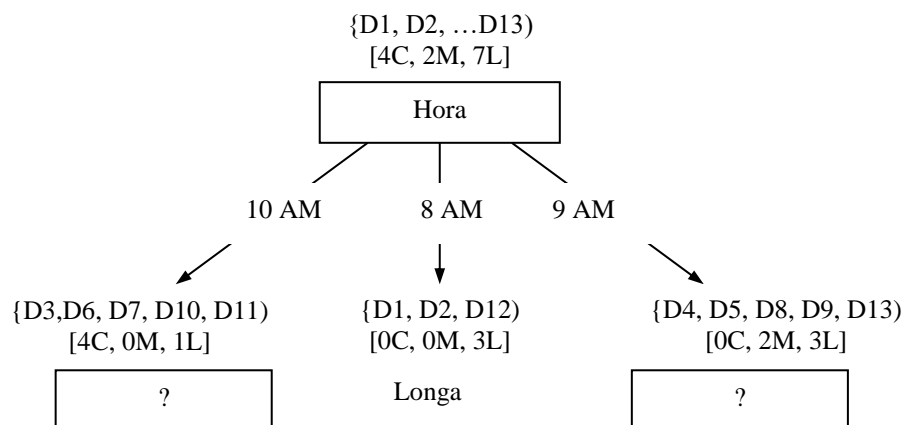 {D1, D2, …D13)
[4C, 2M, 7L]
Hora
10 AM 8 AM 9 AM
{D3,D6, D7, D10, D11) {D1, D2, D12) {D4, D5, D8, D9, D13)
[4C, 0M, 1L] [0C, 0M, 3L] [0C, 2M, 3L]
? Longa ?